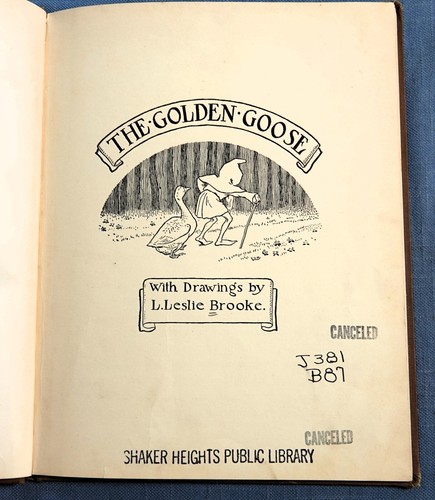 THE·GOLDEN·GOOSE
With Drawings by
L.Leslie Brooke.
CANCELED
J381
B87
CANCELED
SHAKER HEIGHTS PUBLIC LIBRARY